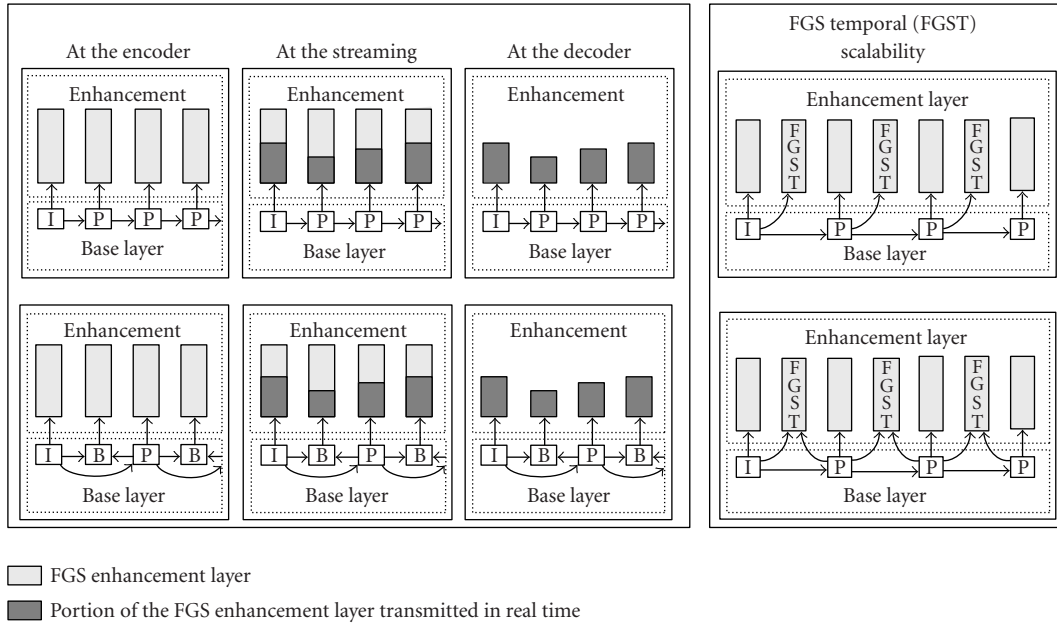 At the encoder
At the streaming
At the decoder
FGS temporal (FGST)
scalability
Enhancement
Enhancement
Enhancement
Enhancement layer
F
G
S
T
F
G
S
T
F
G
S
T
I P P P
I P P P
I P P P
I P P P
Base layer
Base layer
Base layer
Base layer
Enhancement
Enhancement
Enhancement
Enhancement layer
F
G
S
T
F
G
S
T
F
G
S
T
I B P B
I B P B
I B P B
I P P P
Base layer
Base layer
Base layer
Base layer
FGS enhancement layer
Portion of the FGS enhancement layer transmitted in real time